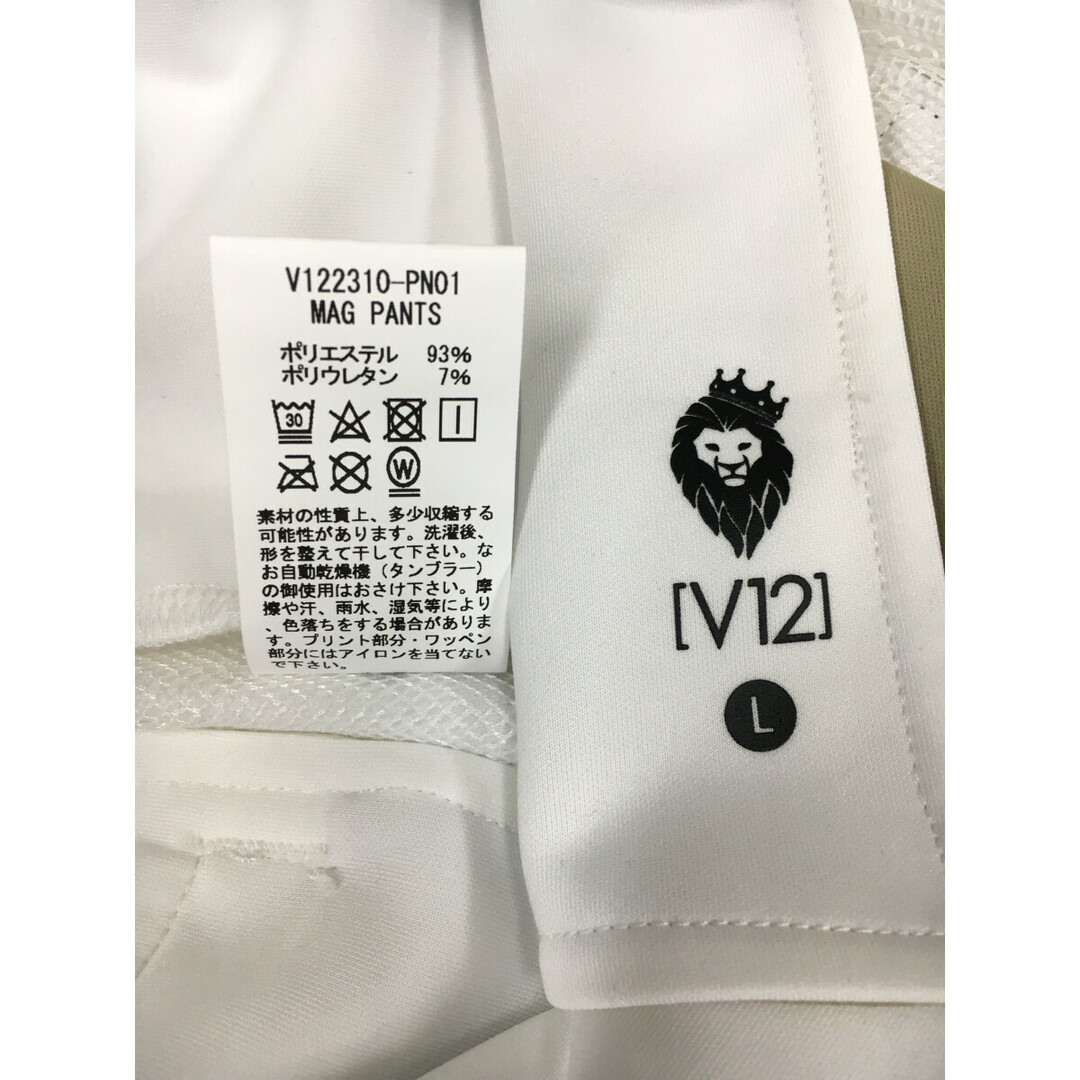 V122310-PN01
MAG PANTS
ポリエステル 93%
ポリウレタン 7%
30
W
素材の性質上、多少収縮する
可能性があります。洗濯後、
形を整えて干して下さい。な
お自動乾燥機（タンブラー）
の御使用はおさけ下さい。摩
擦や汗、雨水、湿気等により
、色落ちをする場合がありま
す。プリント部分・ワッペン
部分にはアイロンを当てない
で下さい。
[V12]
L